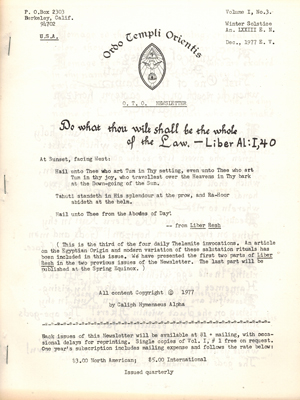 P. O. Box 2303
Berkeley, Calif.
94702
U.S.A.
Volume I, No.3.
Winter Solstice
An. LXXIII E. N.
Dec., 1977 E. V.
Ordo Templi Orientis
O. T. O. NEWSLETTER
Do what thou wilt shall be the whole
of the Law. — Liber Al:I,40
At Sunset, facing West:
Hail unto Thee who art Tum in Thy setting, even unto Thee who art
Tum in thy joy, who travellest over the Heavens in Thy bark
at the Down-going of the Sun.
Tahuti standeth in His splendour at the prow, and Ra-Hoor
abideth at the helm.
Hail unto Thee from the Abodes of Day!
-- from Liber Resh
( This is the third of the four daily Thelemite invocations. An article
on the Egyptian Origin and modern variation of these salutation rituals has
been included in this issue. We have presented the first two parts of Liber
Resh in the two previous issues of the Newsletter. The last part will be
published at the Spring Equinox. )
All content Copyright © 1977
by Caliph Hymenaeus Alpha
Back issues of this Newsletter will be available at $1 + mailing, with occa-
sional delays for reprinting. Single copies of Vol. I, # 1 free on request.
One year's subscription includes mailing expense and follows the rate below:
$3.00 North American; $5.00 International
Issued quarterly